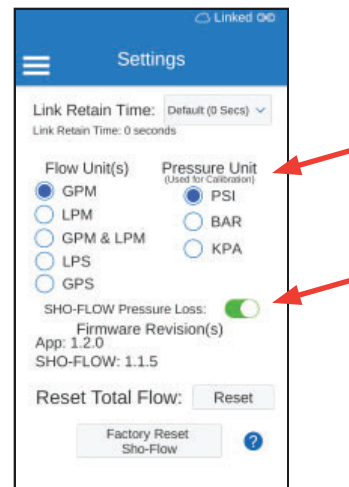 Linked
Settings
Link Retain Time: Default (0 Secs)
Link Retain Time: 0 seconds
Flow Unit(s) Pressure Unit
(Used for Calibration)
GPM PSI
LPM BAR
GPM & LPM KPA
LPS
GPS
SHO-FLOW Pressure Loss:
Firmware Revision(s)
App: 1.2.0
SHO-FLOW: 1.1.5
Reset Total Flow: Reset
Factory Reset
Sho-Flow ?